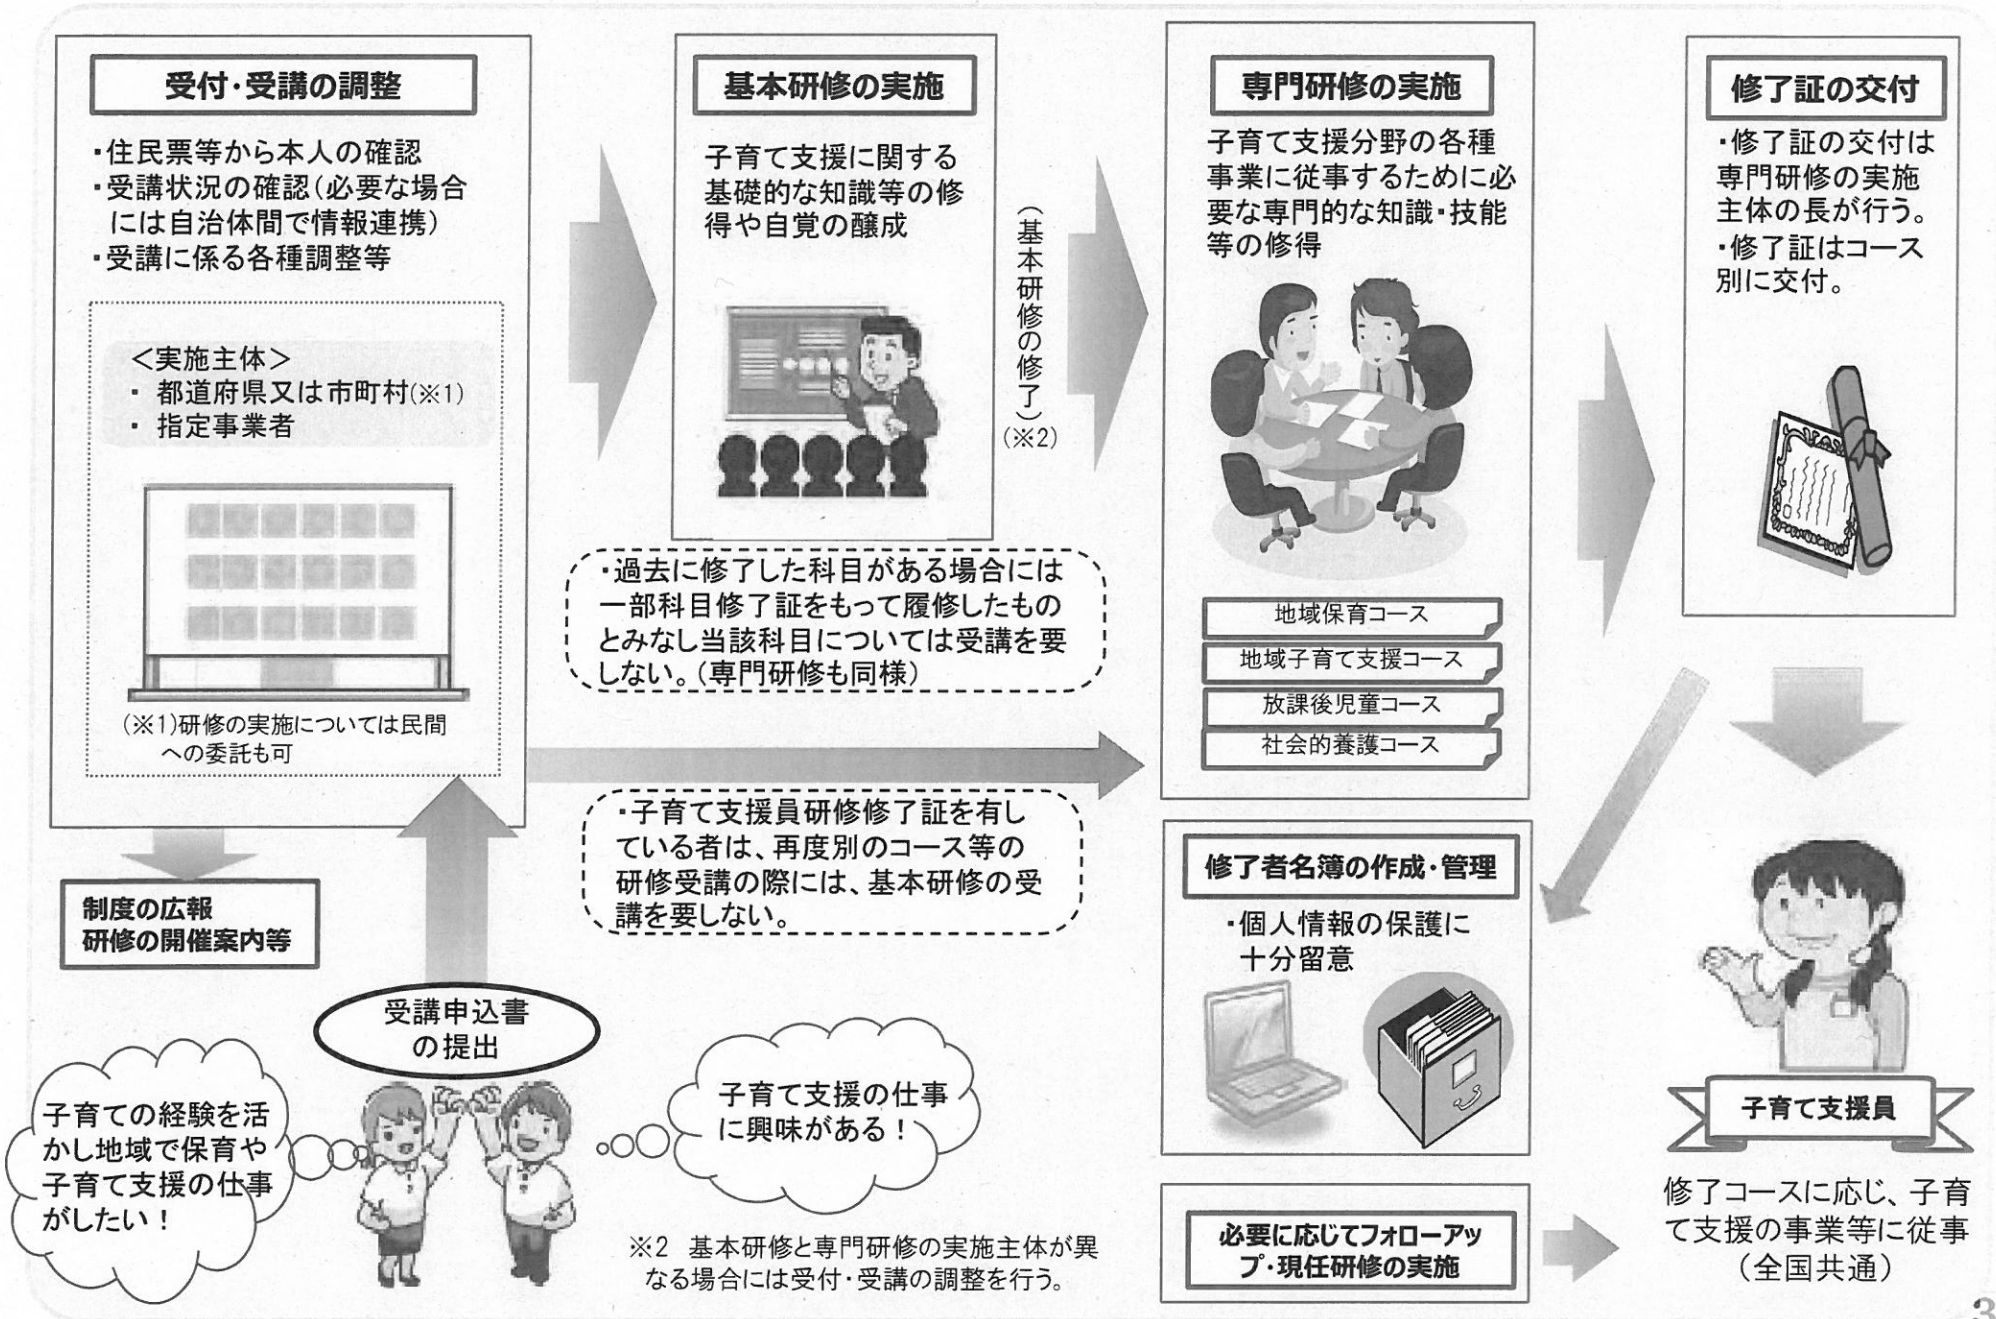 受付・受講の調整
・住民票等から本人の確認
・受講状況の確認(必要な場合
には自治体間で情報連携)
・受講に係る各種調整等
＜実施主体＞
・ 都道府県又は市町村(※1)
・ 指定事業者
(※1)研修の実施については民間
への委託も可
制度の広報
研修の開催案内等
受講申込書
の提出
子育ての経験を活
かし地域で保育や
子育て支援の仕事
がしたい！
子育て支援の仕事
に興味がある！
基本研修の実施
子育て支援に関する
基礎的な知識等の修
得や自覚の醸成
(基本研修の修了)
(※2)
・過去に修了した科目がある場合には
一部科目修了証をもって履修したもの
とみなし当該科目については受講を要
しない。(専門研修も同様)
・子育て支援員研修修了証を有し
ている者は、再度別のコース等の
研修受講の際には、基本研修の受
講を要しない。
※2 基本研修と専門研修の実施主体が異
なる場合には受付・受講の調整を行う。
専門研修の実施
子育て支援分野の各種
事業に従事するために必
要な専門的な知識・技能
等の修得
地域保育コース
地域子育て支援コース
放課後児童コース
社会的養護コース
修了者名簿の作成・管理
・個人情報の保護に
十分留意
必要に応じてフォローアッ
プ・現任研修の実施
修了証の交付
・修了証の交付は
専門研修の実施
主体の長が行う。
・修了証はコース
別に交付。
子育て支援員
修了コースに応じ、子育
て支援の事業等に従事
(全国共通)
3